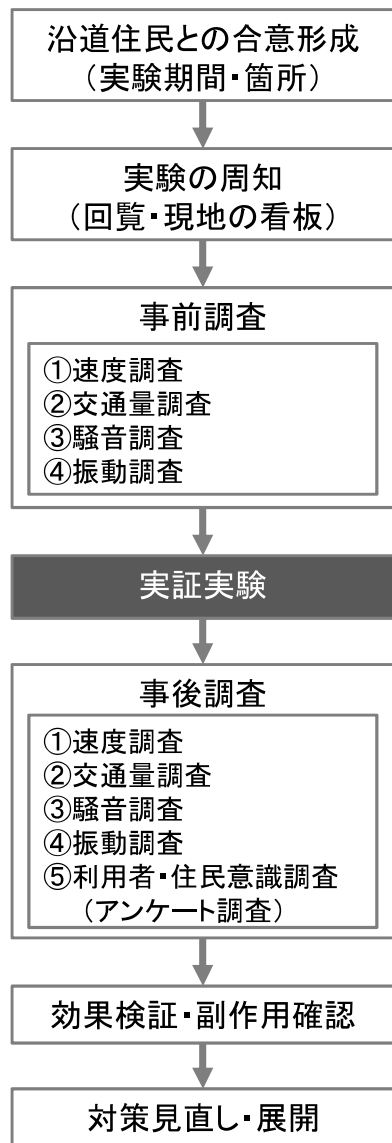 沿道住民との合意形成
（実験期間・箇所）
実験の周知
（回覧・現地の看板）
事前調査
①速度調査
②交通量調査
③騒音調査
④振動調査
実証実験
事後調査
①速度調査
②交通量調査
③騒音調査
④振動調査
⑤利用者・住民意識調査
（アンケート調査）
効果検証・副作用確認
対策見直し・展開